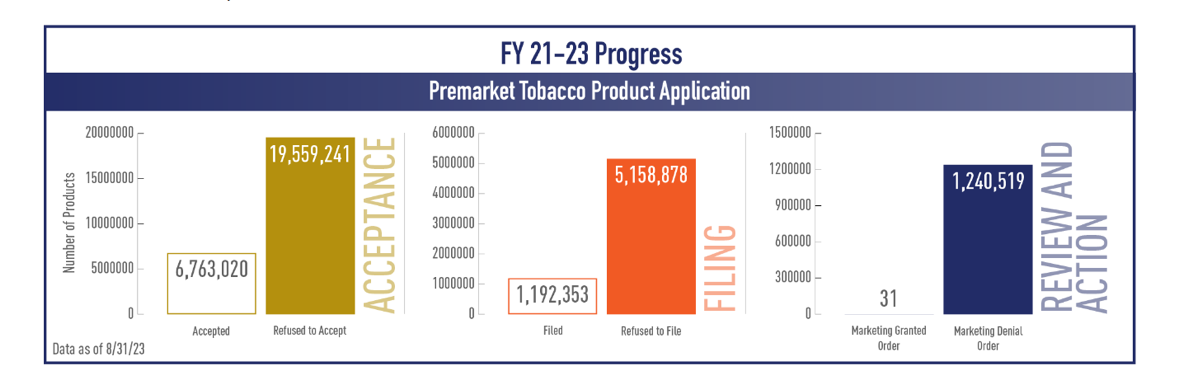 FY 21–23 Progress
Premarket Tobacco Product Application
Number of Products
20000000
15000000
10000000
5000000
0
6,763,020
19,559,241
Accepted
Refused to Accept
ACCEPTANCE
6000000
5000000
4000000
3000000
2000000
1000000
0
1,192,353
5,158,878
Filed
Refused to File
FILING
1500000
1200000
900000
600000
300000
0
31
1,240,519
Marketing Granted
Order
Marketing Denial
Order
REVIEW AND
ACTION
Data as of 8/31/23